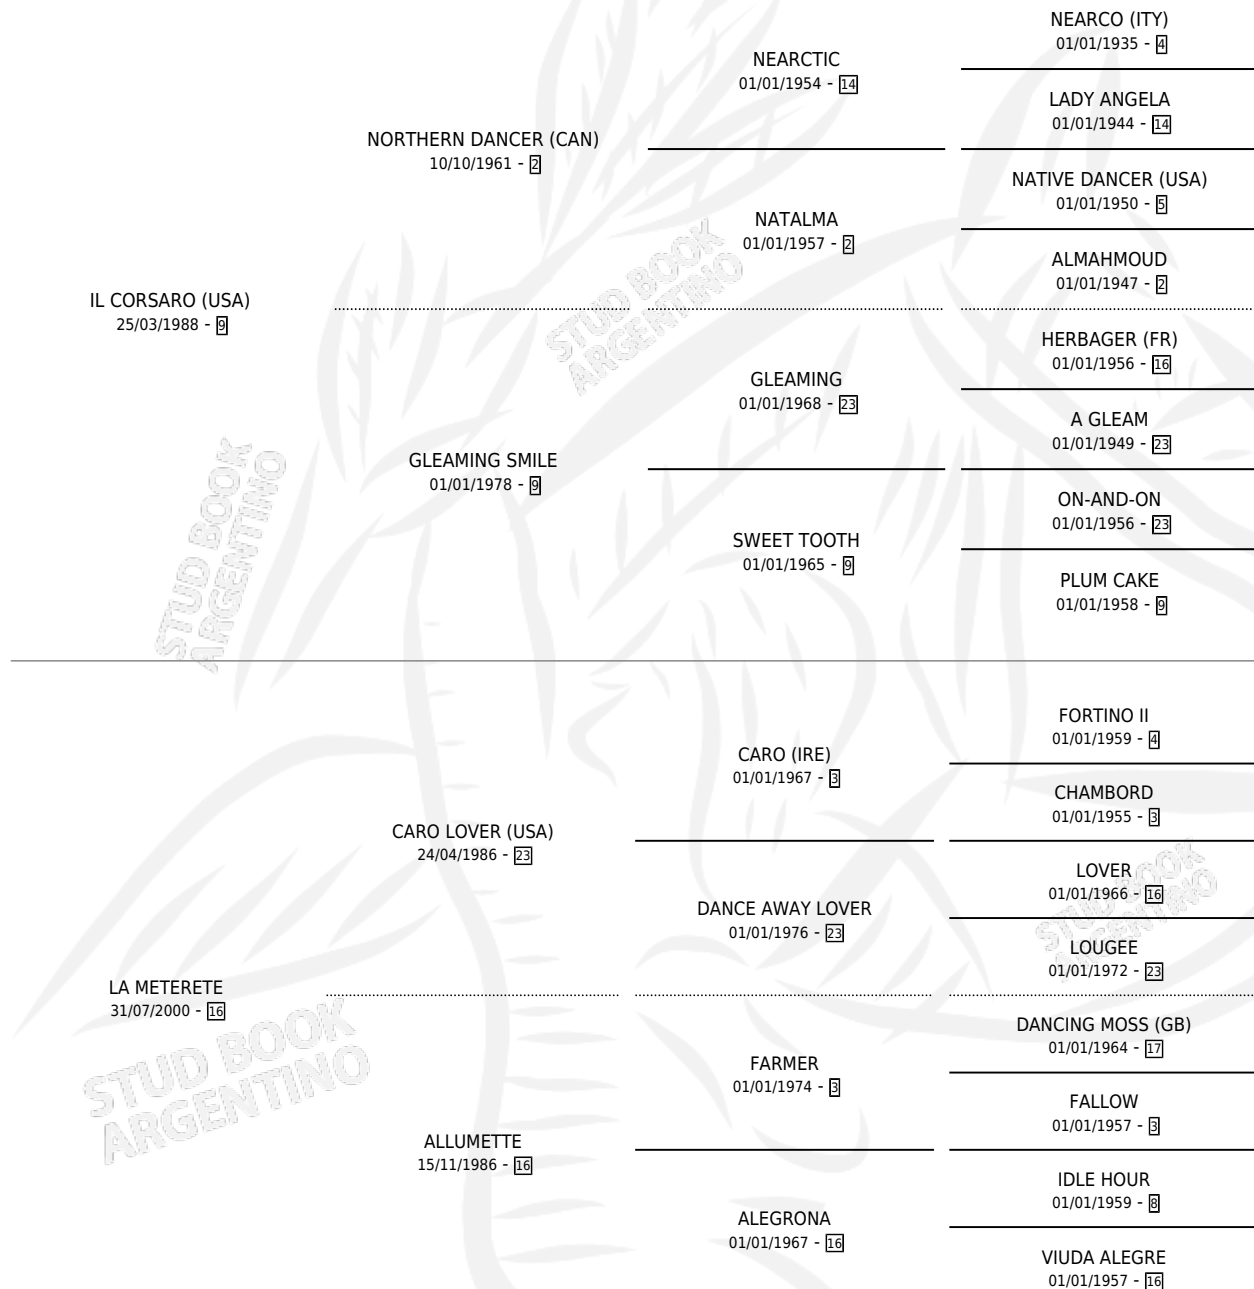 NEARCO (ITY)
01/01/1935 - 4
NEARCTIC
01/01/1954 - 14
LADY ANGELA
01/01/1944 - 14
NORTHERN DANCER (CAN)
10/10/1961 - 2
NATIVE DANCER (USA)
01/01/1950 - 5
NATALMA
01/01/1957 - 2
ALMAHMOUD
01/01/1947 - 2
IL CORSARO (USA)
25/03/1988 - 9
HERBAGER (FR)
01/01/1956 - 16
GLEAMING
01/01/1968 - 23
A GLEAM
01/01/1949 - 23
GLEAMING SMILE
01/01/1978 - 9
ON-AND-ON
01/01/1956 - 23
SWEET TOOTH
01/01/1965 - 9
PLUM CAKE
01/01/1958 - 9
STUD BOOK
ARGENTINO
STUD BOOK
ARGENTINO
FORTINO II
01/01/1959 - 4
CARO (IRE)
01/01/1967 - 3
CHAMBORD
01/01/1955 - 3
CARO LOVER (USA)
24/04/1986 - 23
LOVER
01/01/1966 - 16
DANCE AWAY LOVER
01/01/1976 - 23
LOUGEE
01/01/1972 - 23
STUD BOOK
ARGENTINO
LA METERETE
31/07/2000 - 16
DANCING MOSS (GB)
01/01/1964 - 17
FARMER
01/01/1974 - 3
FALLOW
01/01/1957 - 3
ALLUMETTE
15/11/1986 - 16
IDLE HOUR
01/01/1959 - 8
ALEGRONA
01/01/1967 - 16
VIUDA ALEGRE
01/01/1957 - 16
STUD BOOK
ARGENTINO